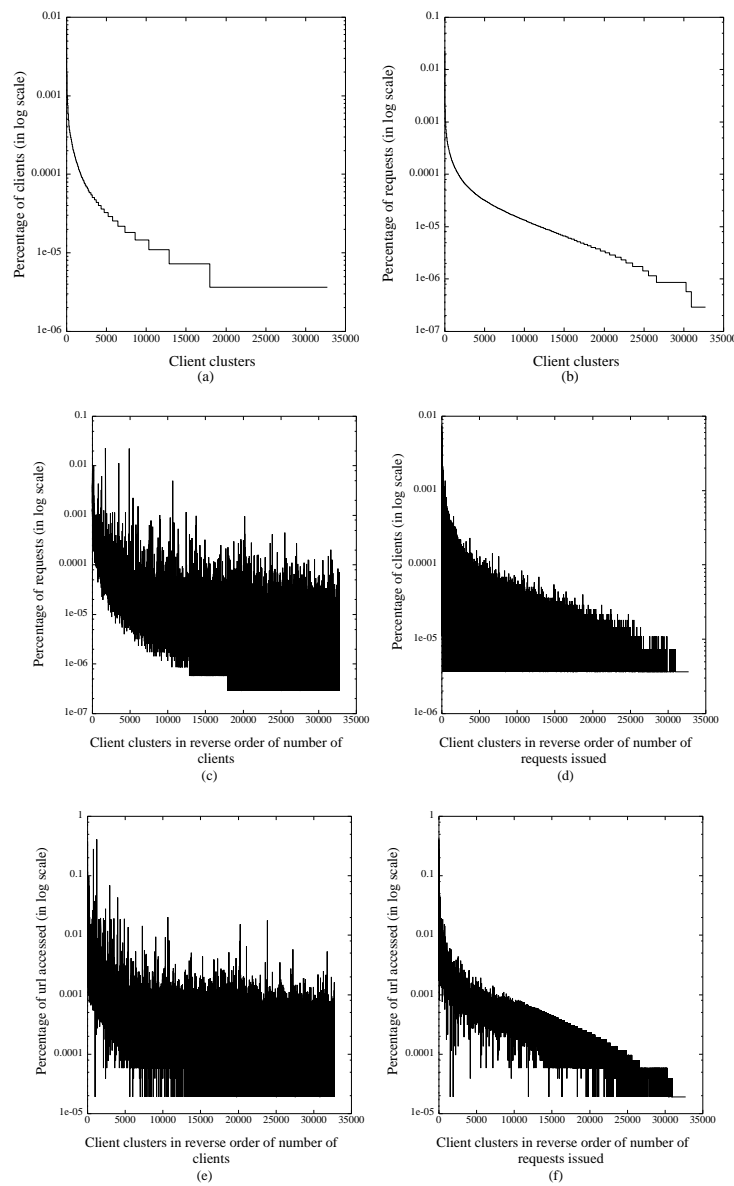 0.01
0.001
0.0001
1e-05
1e-06
0 5000 10000 15000 20000 25000 30000 35000
Percentage of clients (in log scale)
Client clusters
(a)
0.1
0.01
0.001
0.0001
1e-05
1e-06
1e-07
0 5000 10000 15000 20000 25000 30000 35000
Percentage of requests (in log scale)
Client clusters
(b)
0.1
0.01
0.001
0.0001
1e-05
1e-06
1e-07
0 5000 10000 15000 20000 25000 30000 35000
Percentage of requests (in log scale)
Client clusters in reverse order of number of
clients
(c)
0.01
0.001
0.0001
1e-05
1e-06
0 5000 10000 15000 20000 25000 30000 35000
Percentage of clients (in log scale)
Client clusters in reverse order of number of
requests issued
(d)
1
0.1
0.01
0.001
0.0001
1e-05
0 5000 10000 15000 20000 25000 30000 35000
Percentage of url accessed (in log scale)
Client clusters in reverse order of number of
clients
(e)
1
0.1
0.01
0.001
0.0001
1e-05
0 5000 10000 15000 20000 25000 30000 35000
Percentage of url accessed (in log scale)
Client clusters in reverse order of number of
requests issued
(f)